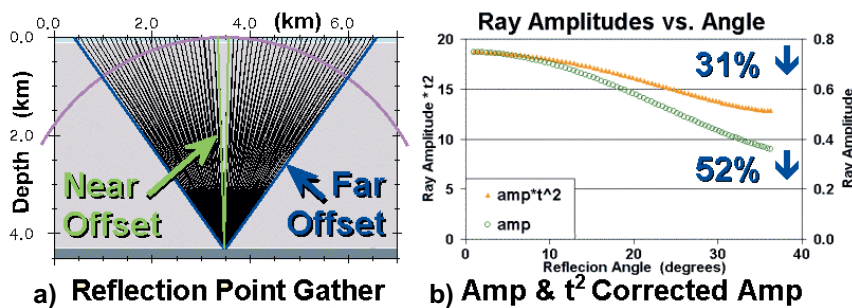 0.0 2.0 4.0 (km) 6.0
Depth (km)
0.0
2.0
4.0
Near
Offset
Far
Offset
a) Reflection Point Gather
Ray Amplitudes vs. Angle
Ray Amplitude * t2
20
15
10
5
0
31%
52%
amp*t^2
amp
0.8
0.6
0.4
0.2
0.0
Ray Amplitude
0 10 20 30 40
Reflecion Angle (degrees)
b) Amp & t² Corrected Amp